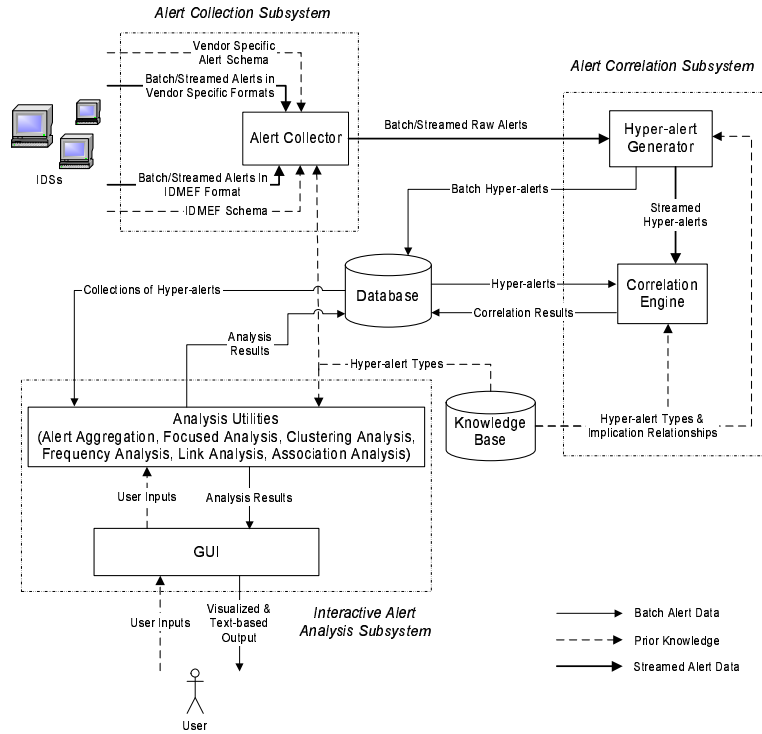 Alert Collection Subsystem
Vendor Specific
Alert Schema
Batch/Streamed Alerts in
Vendor Specific Formats
Alert Collector
Batch/Streamed Alerts In
IDMEF Format
IDMEF Schema
IDSs
Batch/Streamed Raw Alerts
Alert Correlation Subsystem
Hyper-alert
Generator
Batch Hyper-alerts
Streamed
Hyper-alerts
Collections of Hyper-alerts
Database
Hyper-alerts
Correlation Results
Correlation
Engine
Analysis
Results
Hyper-alert Types
Knowledge
Base
Hyper-alert Types &
Implication Relationships
Analysis Utilities
(Alert Aggregation, Focused Analysis, Clustering Analysis,
Frequency Analysis, Link Analysis, Association Analysis)
User Inputs
Analysis Results
GUI
User Inputs
Visualized &
Text-based
Output
Interactive Alert
Analysis Subsystem
User
Batch Alert Data
Prior Knowledge
Streamed Alert Data